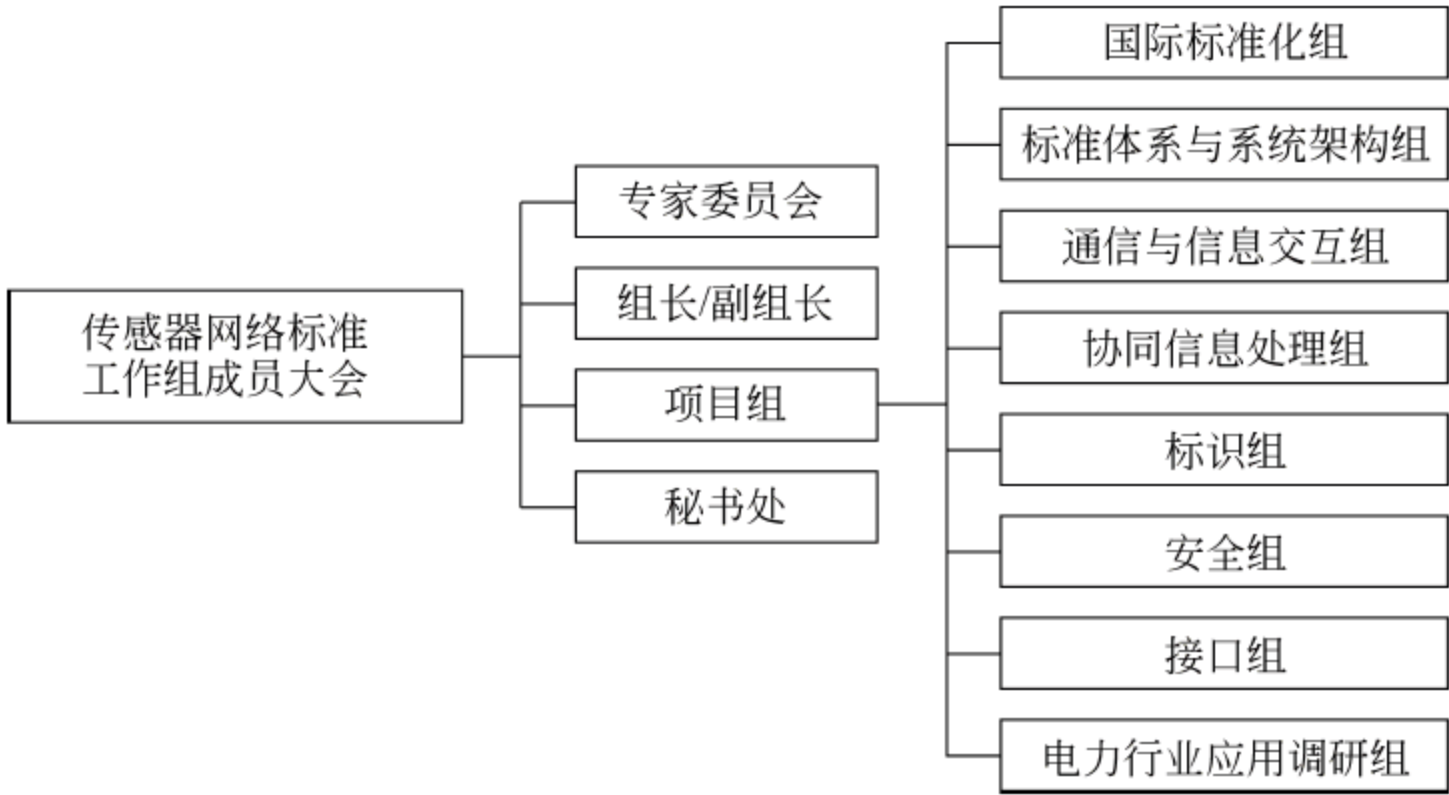 传感器网络标准
工作组成员大会
专家委员会
组长/副组长
项目组
秘书处
国际标准化组
标准体系与系统架构组
通信与信息交互组
协同信息处理组
标识组
安全组
接口组
电力行业应用调研组